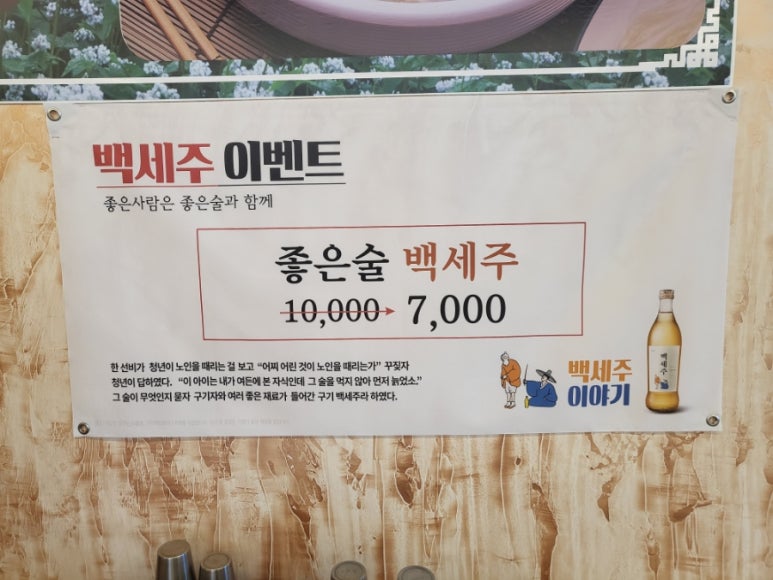 백세주 이벤트
좋은사람은 좋은술과 함께
좋은술 백세주
10,000 7,000
한 선비가 청년이 노인을 때리는 걸 보고 "어찌 어린 것이 노인을 때리는가" 꾸짖자
청년이 답하였다. "이 아이는 내가 여든에 본 자식인데 그 술을 먹지 않아 먼저 늙었소."
그 술이 무엇인지 묻자 구기자와 여러 좋은 재료가 들어간 구기 백세주라 하였다.
백세주
이야기
백세주